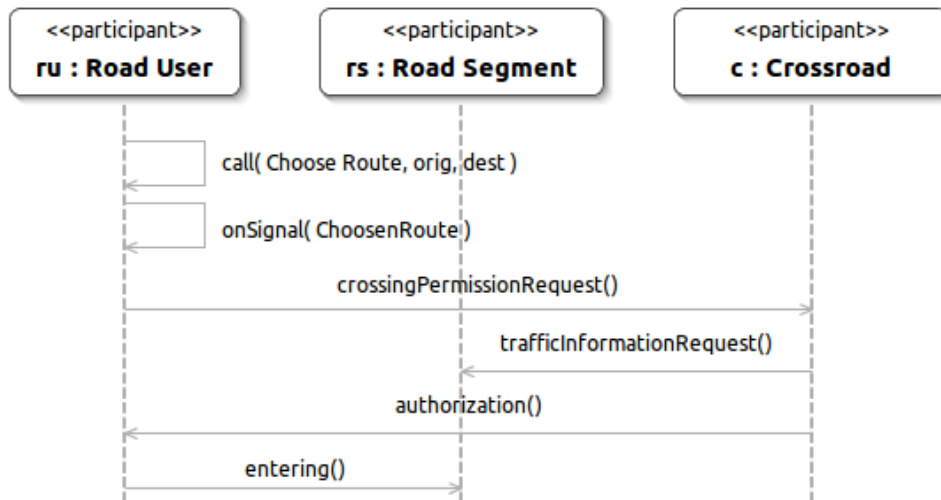 <<participant>>
ru : Road User
<<participant>>
rs : Road Segment
<<participant>>
c : Crossroad
call( Choose Route, orig, dest )
onSignal( ChoosenRoute )
crossingPermissionRequest()
trafficInformationRequest()
authorization()
entering()